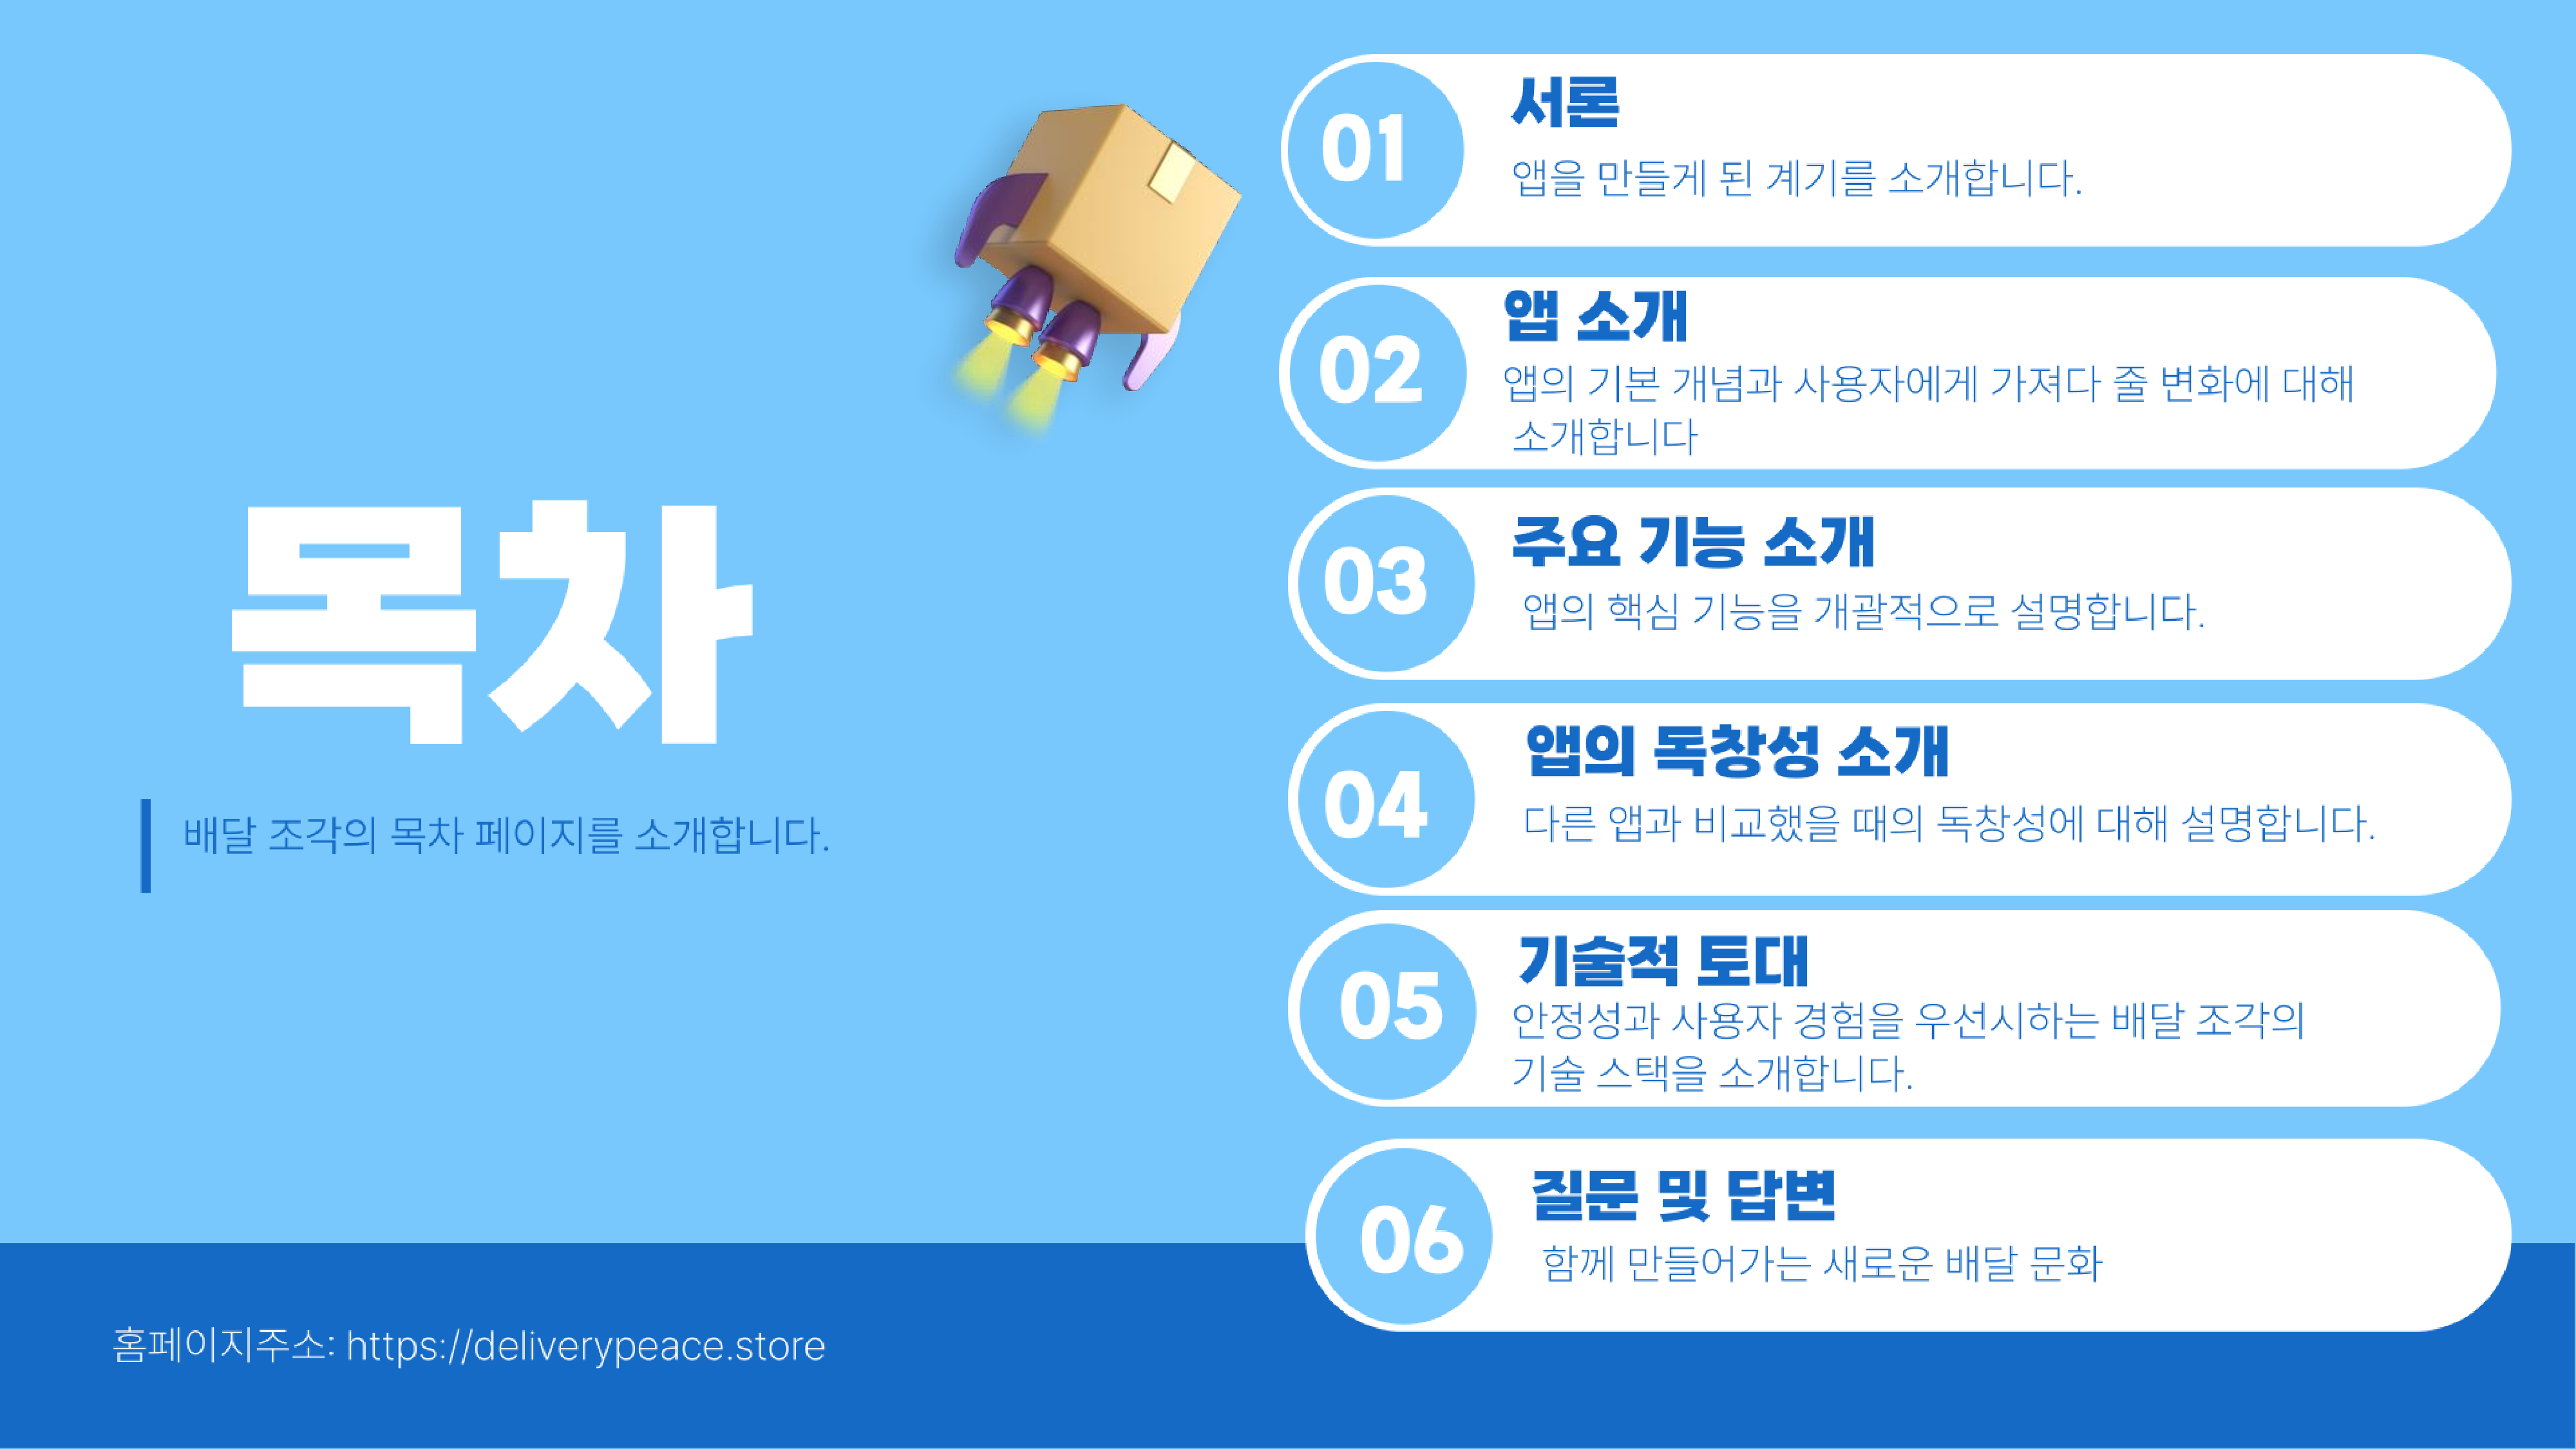 목차
배달 조각의 목차 페이지를 소개합니다.
01
서론
앱을 만들게 된 계기를 소개합니다.
02
앱 소개
앱의 기본 개념과 사용자에게 가져다 줄 변화에 대해
소개합니다
03
주요 기능 소개
앱의 핵심 기능을 개괄적으로 설명합니다.
04
앱의 독창성 소개
다른 앱과 비교했을 때의 독창성에 대해 설명합니다.
05
기술적 토대
안정성과 사용자 경험을 우선시하는 배달 조각의
기술 스택을 소개합니다.
06
질문 및 답변
함께 만들어가는 새로운 배달 문화
홈페이지주소: https://deliverypeace.store